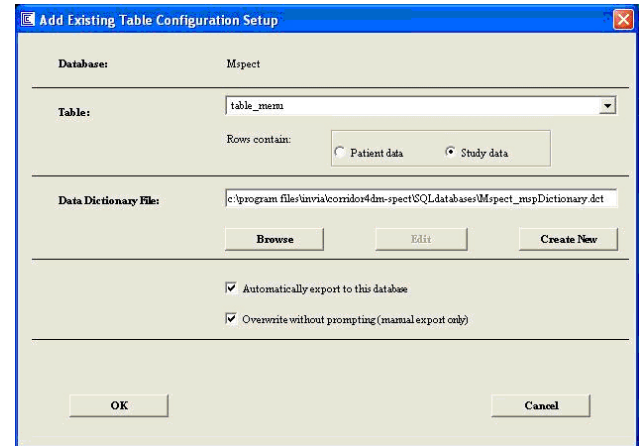 Add Existing Table Configuration Setup
Database: Mspect
Table: table_menu
Rows contain: Patient data Study data
Data Dictionary File: c:\program files\invia\corridor4dm-spect\SQLdatabases\Mspect_mspDictionary.dct
Browse Edit Create New
Automatically export to this database
Overwrite without prompting (manual export only)
OK Cancel